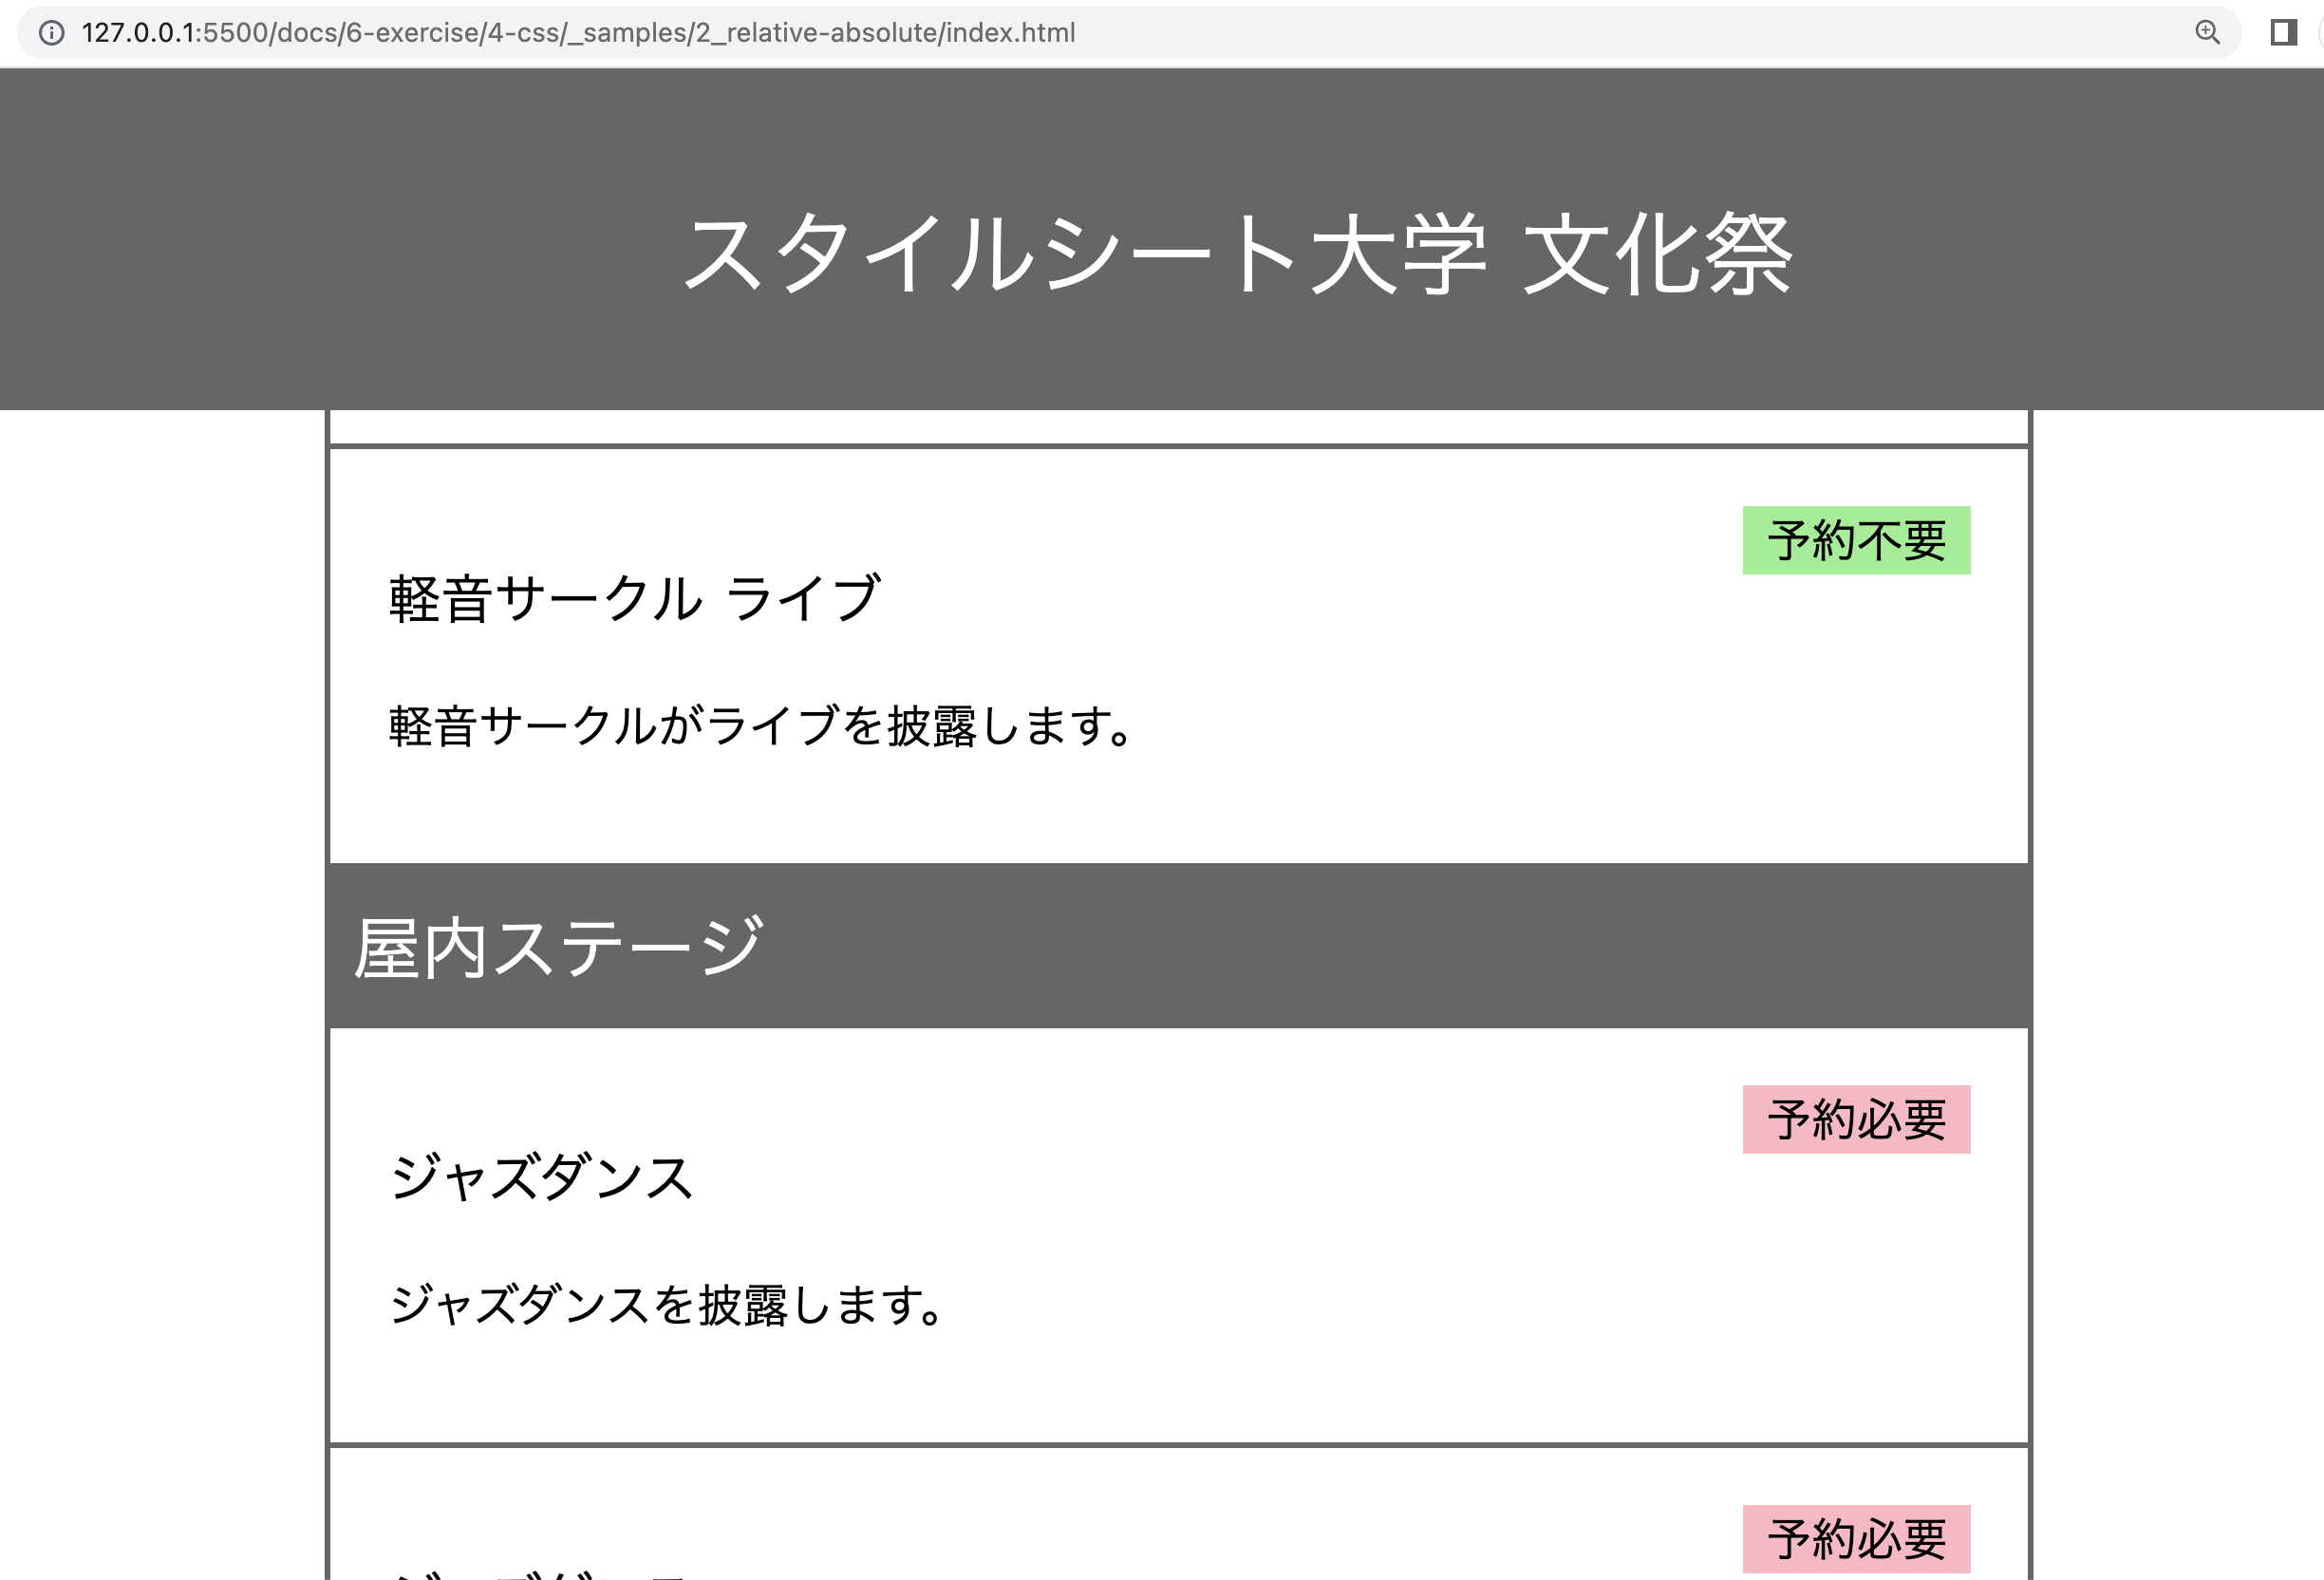 127.0.0.1:5500/docs/6-exercise/4-css/_samples/2_relative-absolute/index.html
スタイルシート大学 文化祭
予約不要
軽音サークル ライブ
軽音サークルがライブを披露します。
屋内ステージ
予約必要
ジャズダンス
ジャズダンスを披露します。
予約必要